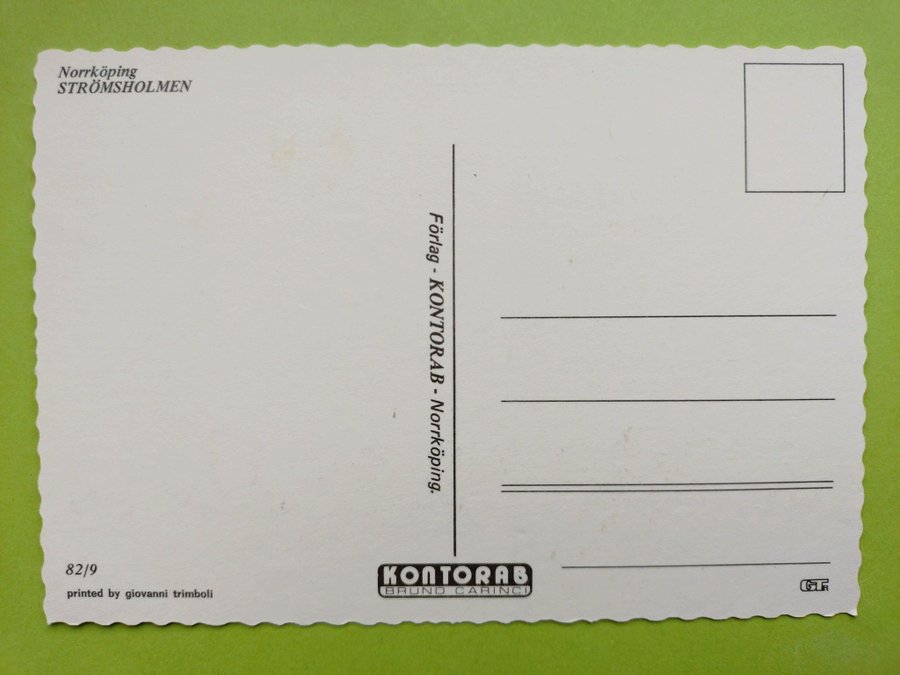 Norrköping
STRÖMSHOLMEN
Förlag - KONTORAB - Norrköping.
82/9
printed by giovanni trimboli
KONTORAB
BRUNO CARINCI